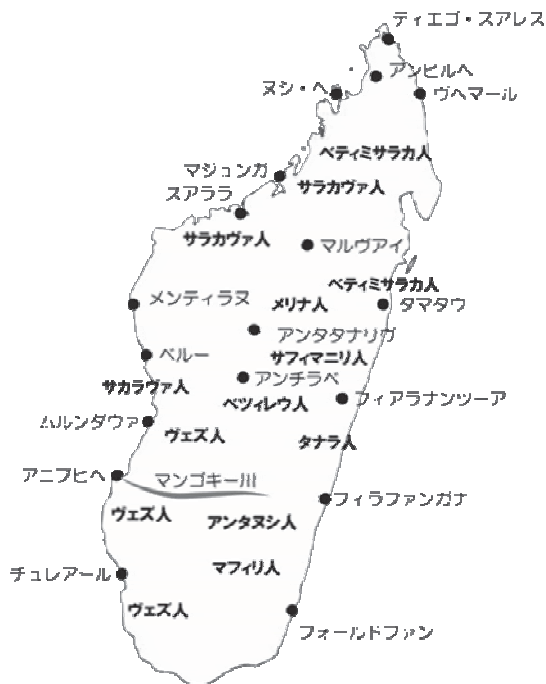 ティエゴ・スアレス
アンビルヘ
ヌシ・ヘ
ヴヘマール
ベティミサラカ人
マジュンガ
サラカヴァ人
スアララ
サラカヴァ人
マルヴアイ
ベティミサラカ人
メンティラヌ
メリナ人
タマタウ
アンタタナリヴ
ベルー
サフィマニリ人
アンチラベ
サカラヴァ人
ベツィレウ人
フィアラナンツーア
ムルンダウァ
ヴェズ人
タナラ人
アニフヒヘ
マンゴキー川
フィラファンガナ
ヴェズ人
アンタヌシ人
マフィリ人
チュレアール
ヴェズ人
フォールドファン